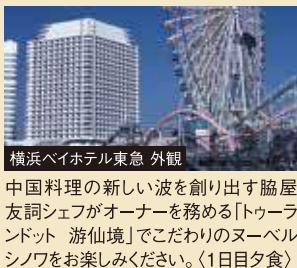 横浜ベイホテル東急 外観
中国料理の新しい波を創り出す脇屋
友詞シェフがオーナーを務める「トゥーラ
ンドット 游仙境」でこだわりのヌーベル
シノワをお楽しみください。〈1日目夕食〉